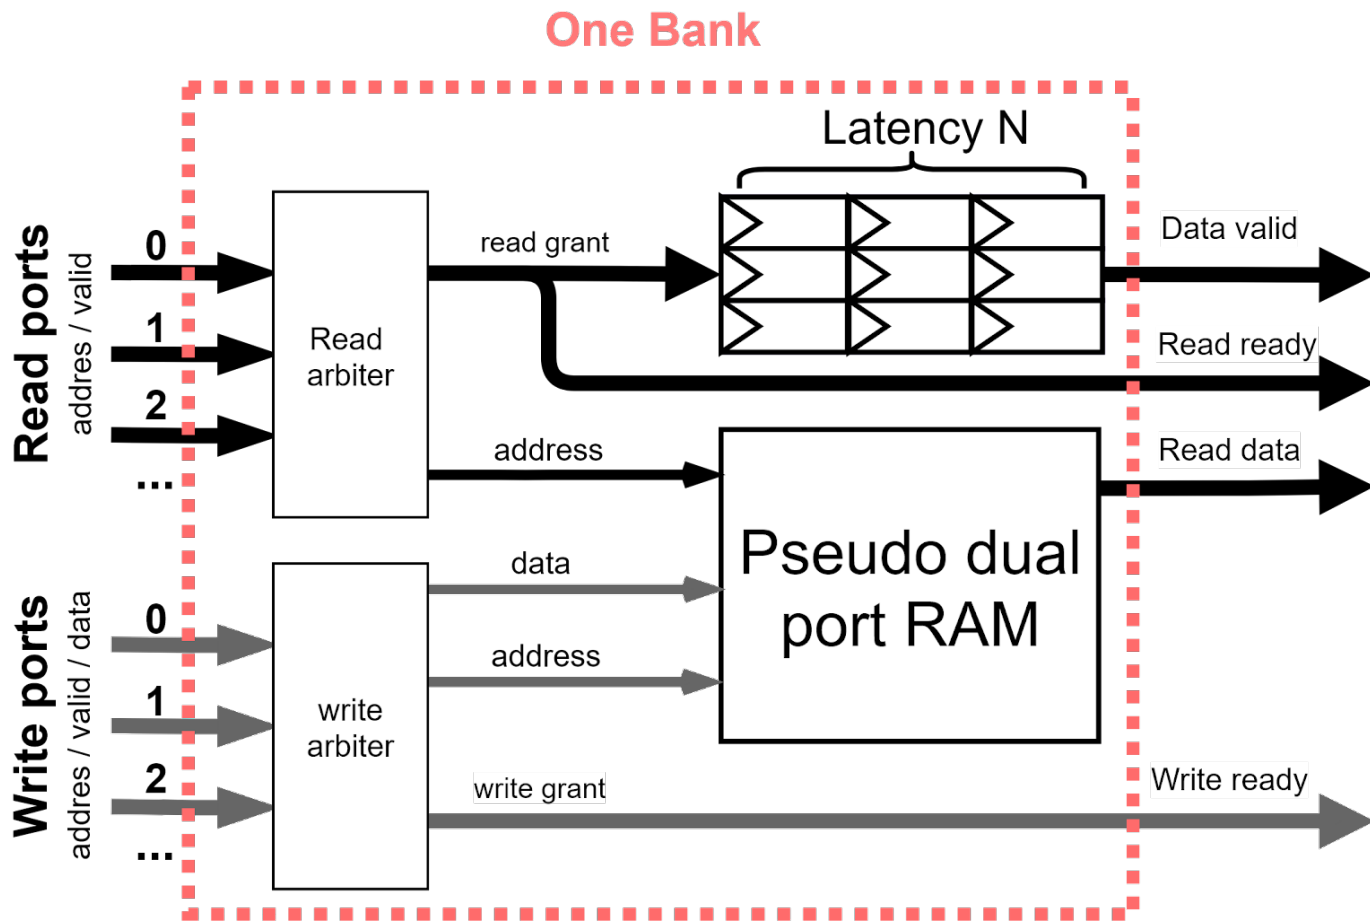 One Bank
Latency N
Read ports
addres / valid
0
1
2
...
Read
arbiter
read grant
address
Data valid
Read ready
Read data
Pseudo dual
port RAM
Write ports
addres / valid / data
0
1
2
...
write
arbiter
data
address
write grant
Write ready